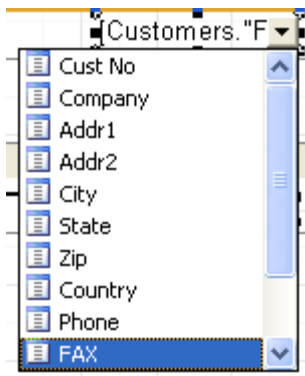 Customers."F
Cust No
Company
Addr1
Addr2
City
State
Zip
Country
Phone
FAX